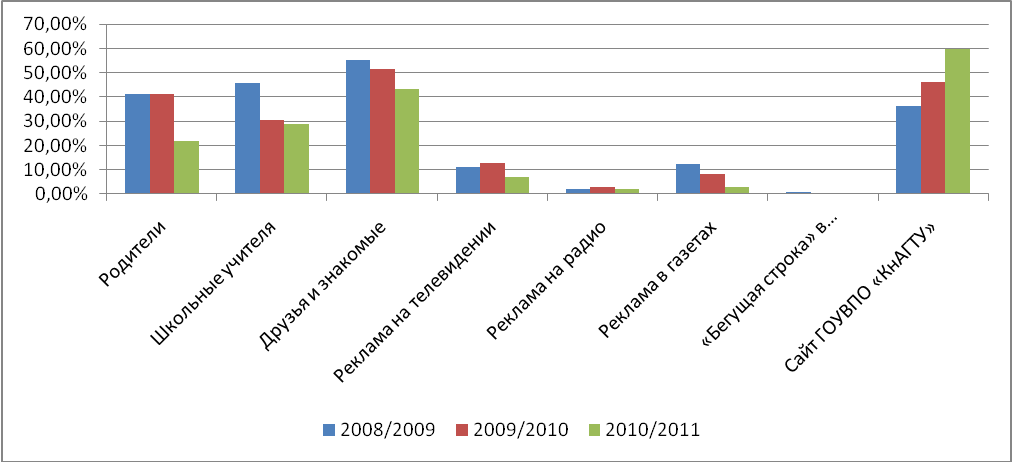 70,00%
60,00%
50,00%
40,00%
30,00%
20,00%
10,00%
0,00%
Родители
Школьные учителя
Друзья и знакомые
Реклама на телевидении
Реклама на радио
Реклама в газетах
«Бегущая строка» в...
Сайт ГОУВПО «КнАГТУ»
2008/2009 2009/2010 2010/2011